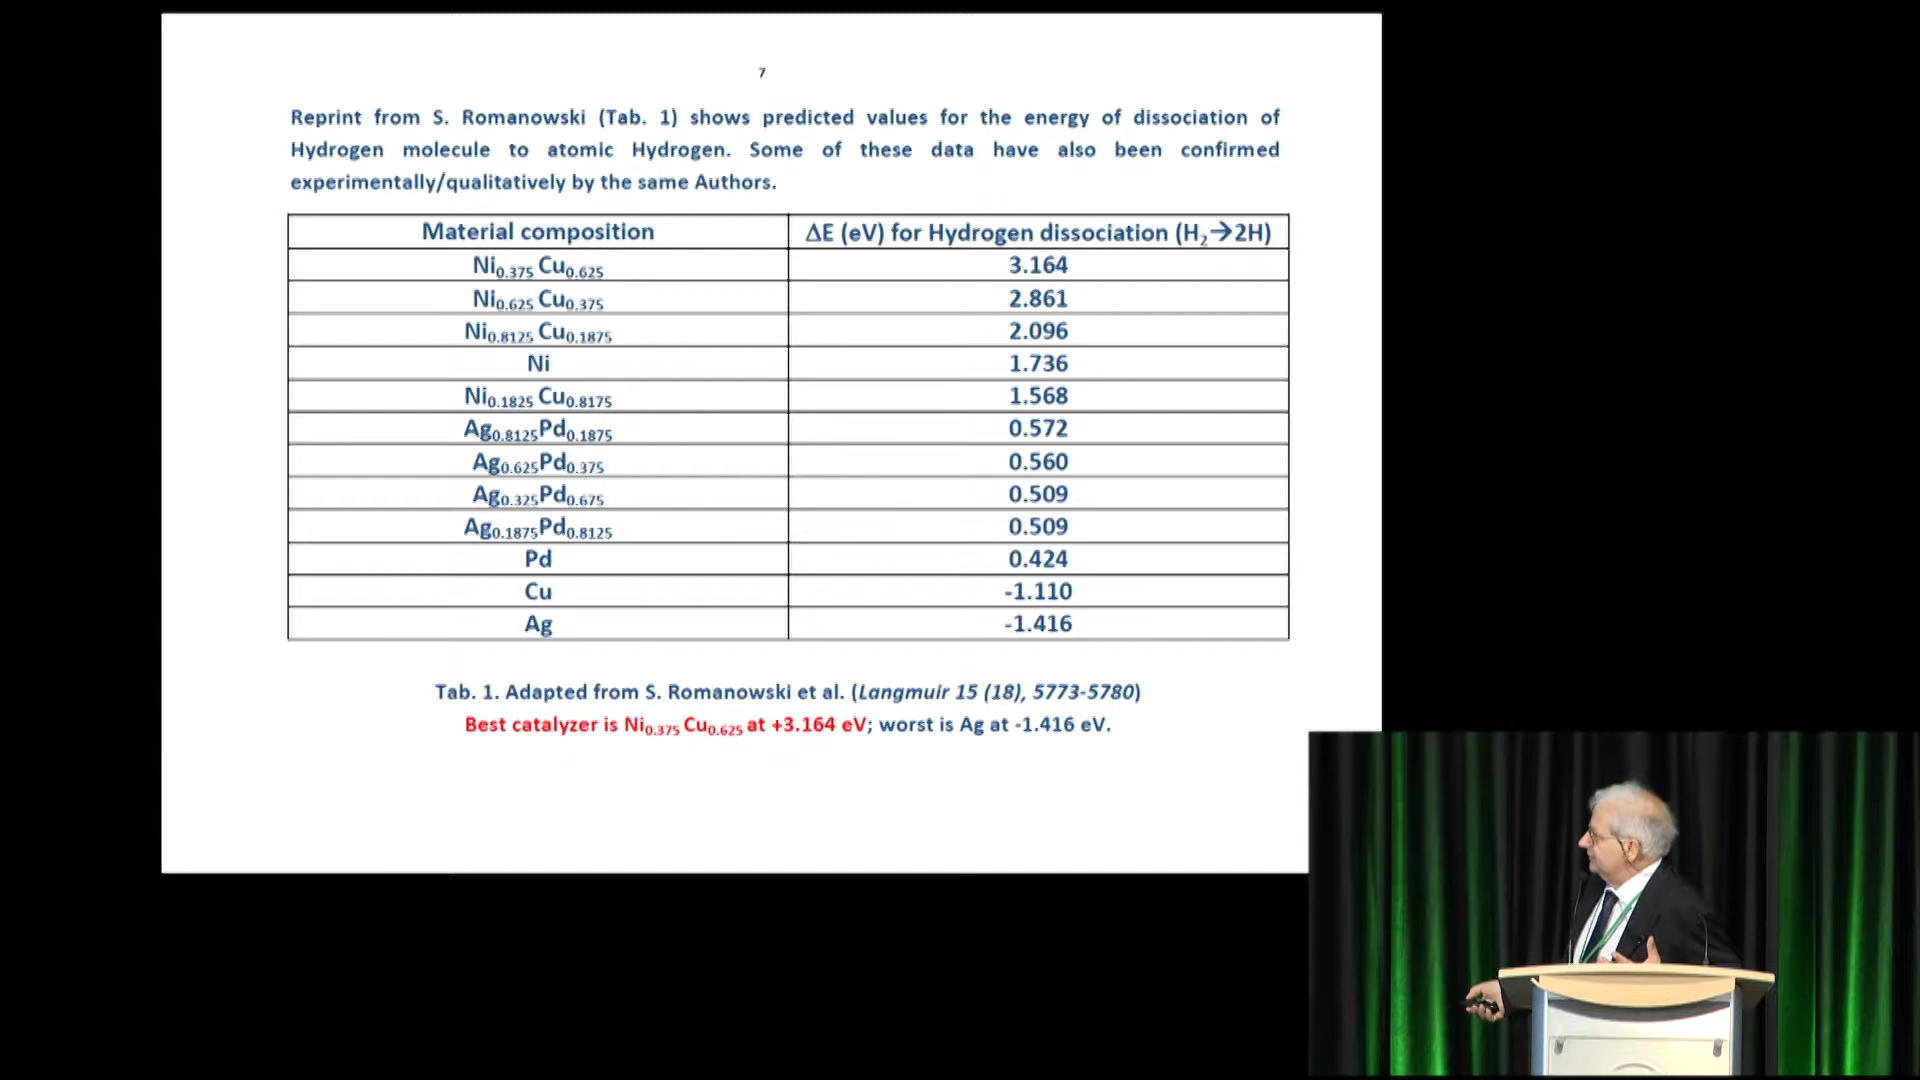 7
Reprint from S. Romanowski (Tab. 1) shows predicted values for the energy of dissociation of
Hydrogen molecule to atomic Hydrogen. Some of these data have also been confirmed
experimentally/qualitatively by the same Authors.
Material composition ΔE (eV) for Hydrogen dissociation (H₂→2H)
Ni₀.₃₇₅ Cu₀.₆₂₅ 3.164
Ni₀.₆₂₅ Cu₀.₃₇₅ 2.861
Ni₀.₈₁₂₅ Cu₀.₁₈₇₅ 2.096
Ni 1.736
Ni₀.₁₈₂₅ Cu₀.₈₁₇₅ 1.568
Ag₀.₈₁₂₅Pd₀.₁₈₇₅ 0.572
Ag₀.₆₂₅Pd₀.₃₇₅ 0.560
Ag₀.₃₂₅Pd₀.₆₇₅ 0.509
Ag₀.₁₈₇₅Pd₀.₈₁₂₅ 0.509
Pd 0.424
Cu -1.110
Ag -1.416
Tab. 1. Adapted from S. Romanowski et al. (Langmuir 15 (18), 5773-5780)
Best catalyzer is Ni₀.₃₇₅ Cu₀.₆₂₅ at +3.164 eV; worst is Ag at -1.416 eV.